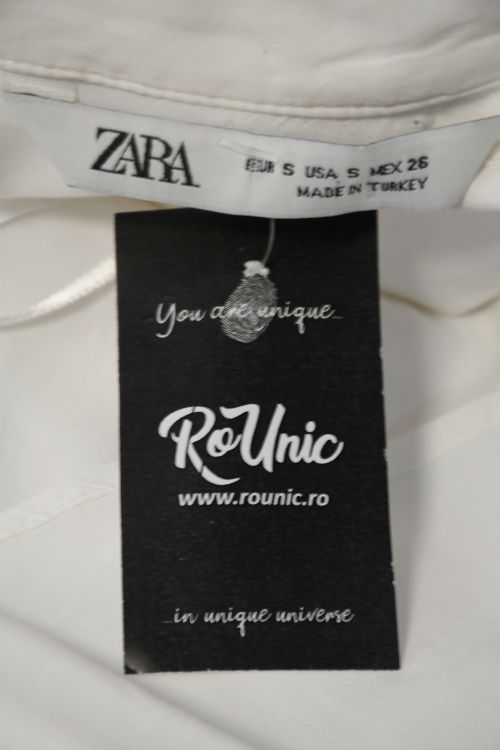 ZARA
EUR S USA S MEX 26
MADE IN TURKEY
You are unique...
RoUnic
www.rounic.ro
...in unique universe